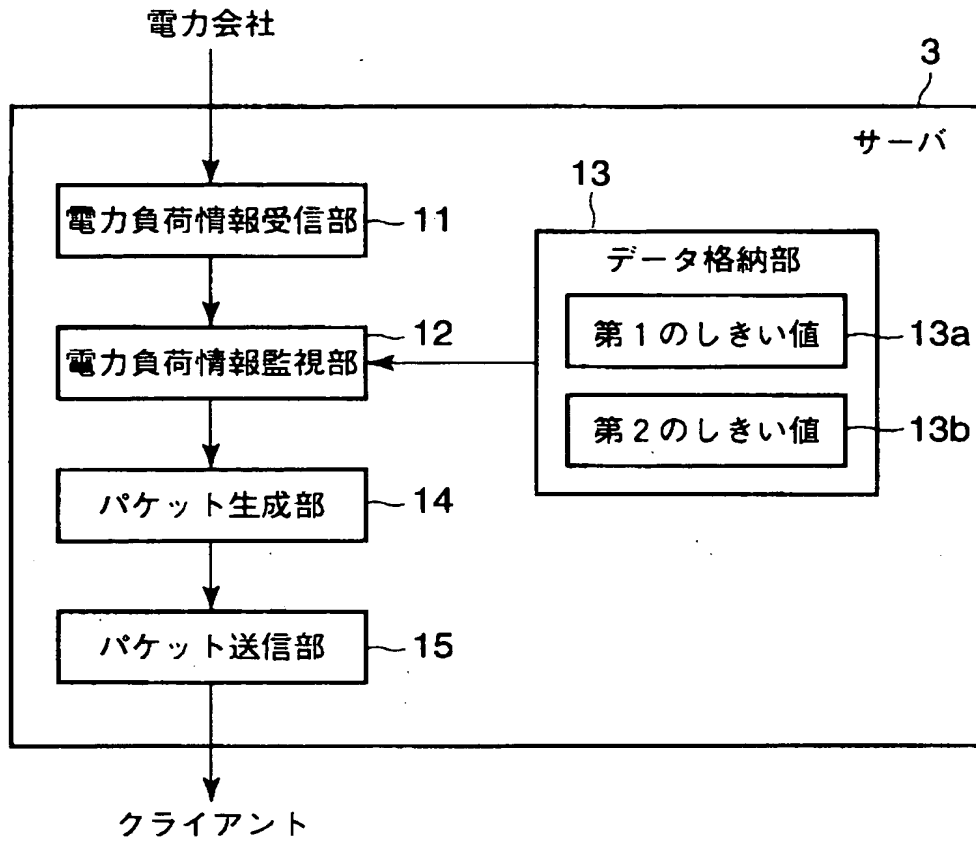 電力会社
3
サーバ
電力負荷情報受信部
11
13
データ格納部
12
電力負荷情報監視部
第1のしきい値
13a
第2のしきい値
13b
パケット生成部
14
パケット送信部
15
クライアント